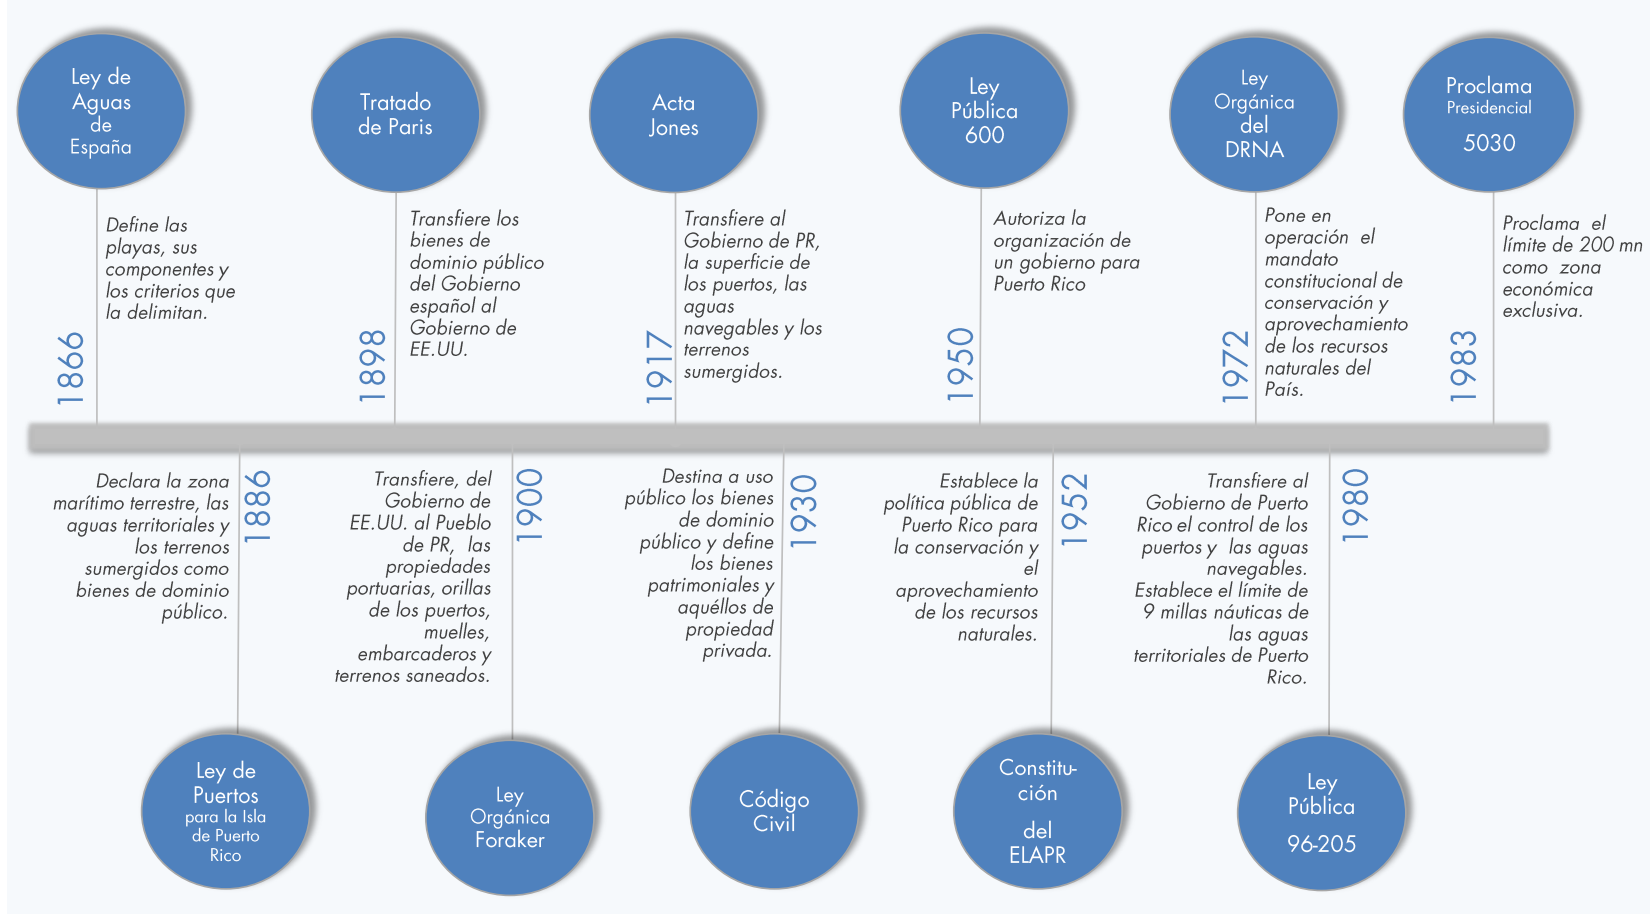 Ley de
Aguas
de
España
Define las
playas, sus
componentes y
los criterios que
la delimitan.
1866
Declara la zona
marítimo terrestre, las
aguas territoriales y
los terrenos
sumergidos como
bienes de dominio
público.
1886
Ley de
Puertos
para la Isla
de Puerto
Rico
Tratado
de Paris
Transfiere los
bienes de
dominio público
del Gobierno
español al
Gobierno de
EE.UU.
1898
Transfiere, del
Gobierno de
EE.UU. al Pueblo
de PR, las
propiedades
portuarias, orillas
de los puertos,
muelles,
embarcaderos y
terrenos saneados.
1900
Ley
Orgánica
Foraker
Acta
Jones
Transfiere al
Gobierno de PR,
la superficie de
los puertos, las
aguas
navegables y los
terrenos
sumergidos.
1917
Destina a uso
público los bienes
de dominio
público y define
los bienes
patrimoniales y
aquéllos de
propiedad
privada.
1930
Código
Civil
Ley
Pública
600
Autoriza la
organización de
un gobierno para
Puerto Rico
1950
Establece la
política pública de
Puerto Rico para
la conservación y
el
aprovechamiento
de los recursos
naturales.
1952
Constitu-
ción
del
ELAPR
Ley
Orgánica
del
DRNA
Pone en
operación el
mandato
constitucional de
conservación y
aprovechamiento
de los recursos
naturales del
País.
1972
Transfiere al
Gobierno de Puerto
Rico el control de los
puertos y las aguas
navegables.
Establece el límite de
9 millas náuticas de
las aguas
territoriales de Puerto
Rico.
1980
Ley
Pública
96-205
Proclama
Presidencial
5030
Proclama el
límite de 200 mn
como zona
económica
exclusiva.
1983